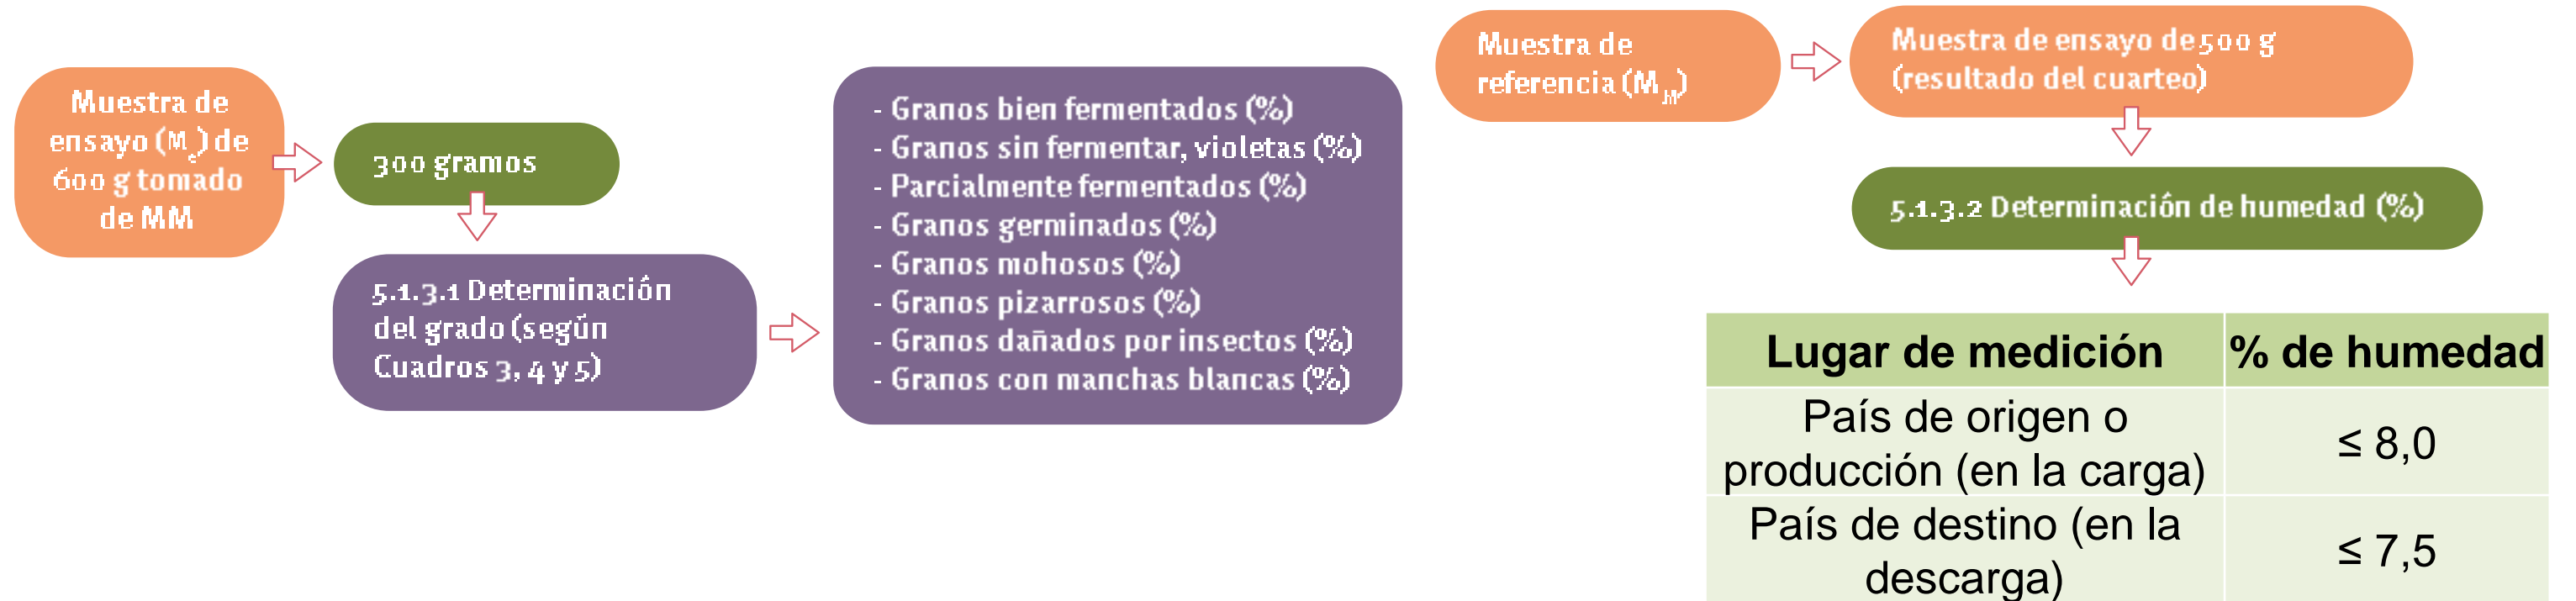 Muestra de
ensayo (Me) de
600 g tomado
de MM
300 gramos
5.1.3.1 Determinación
del grado (según
Cuadros 3, 4 y 5)
- Granos bien fermentados (%)
- Granos sin fermentar, violetas (%)
- Parcialmente fermentados (%)
- Granos germinados (%)
- Granos mohosos (%)
- Granos pizarrosos (%)
- Granos dañados por insectos (%)
- Granos con manchas blancas (%)
Muestra de
referencia (MM)
Muestra de ensayo de 500 g
(resultado del cuarteo)
5.1.3.2 Determinación de humedad (%)
Lugar de medición % de humedad
País de origen o
producción (en la carga)
≤ 8,0
País de destino (en la
descarga)
≤ 7,5